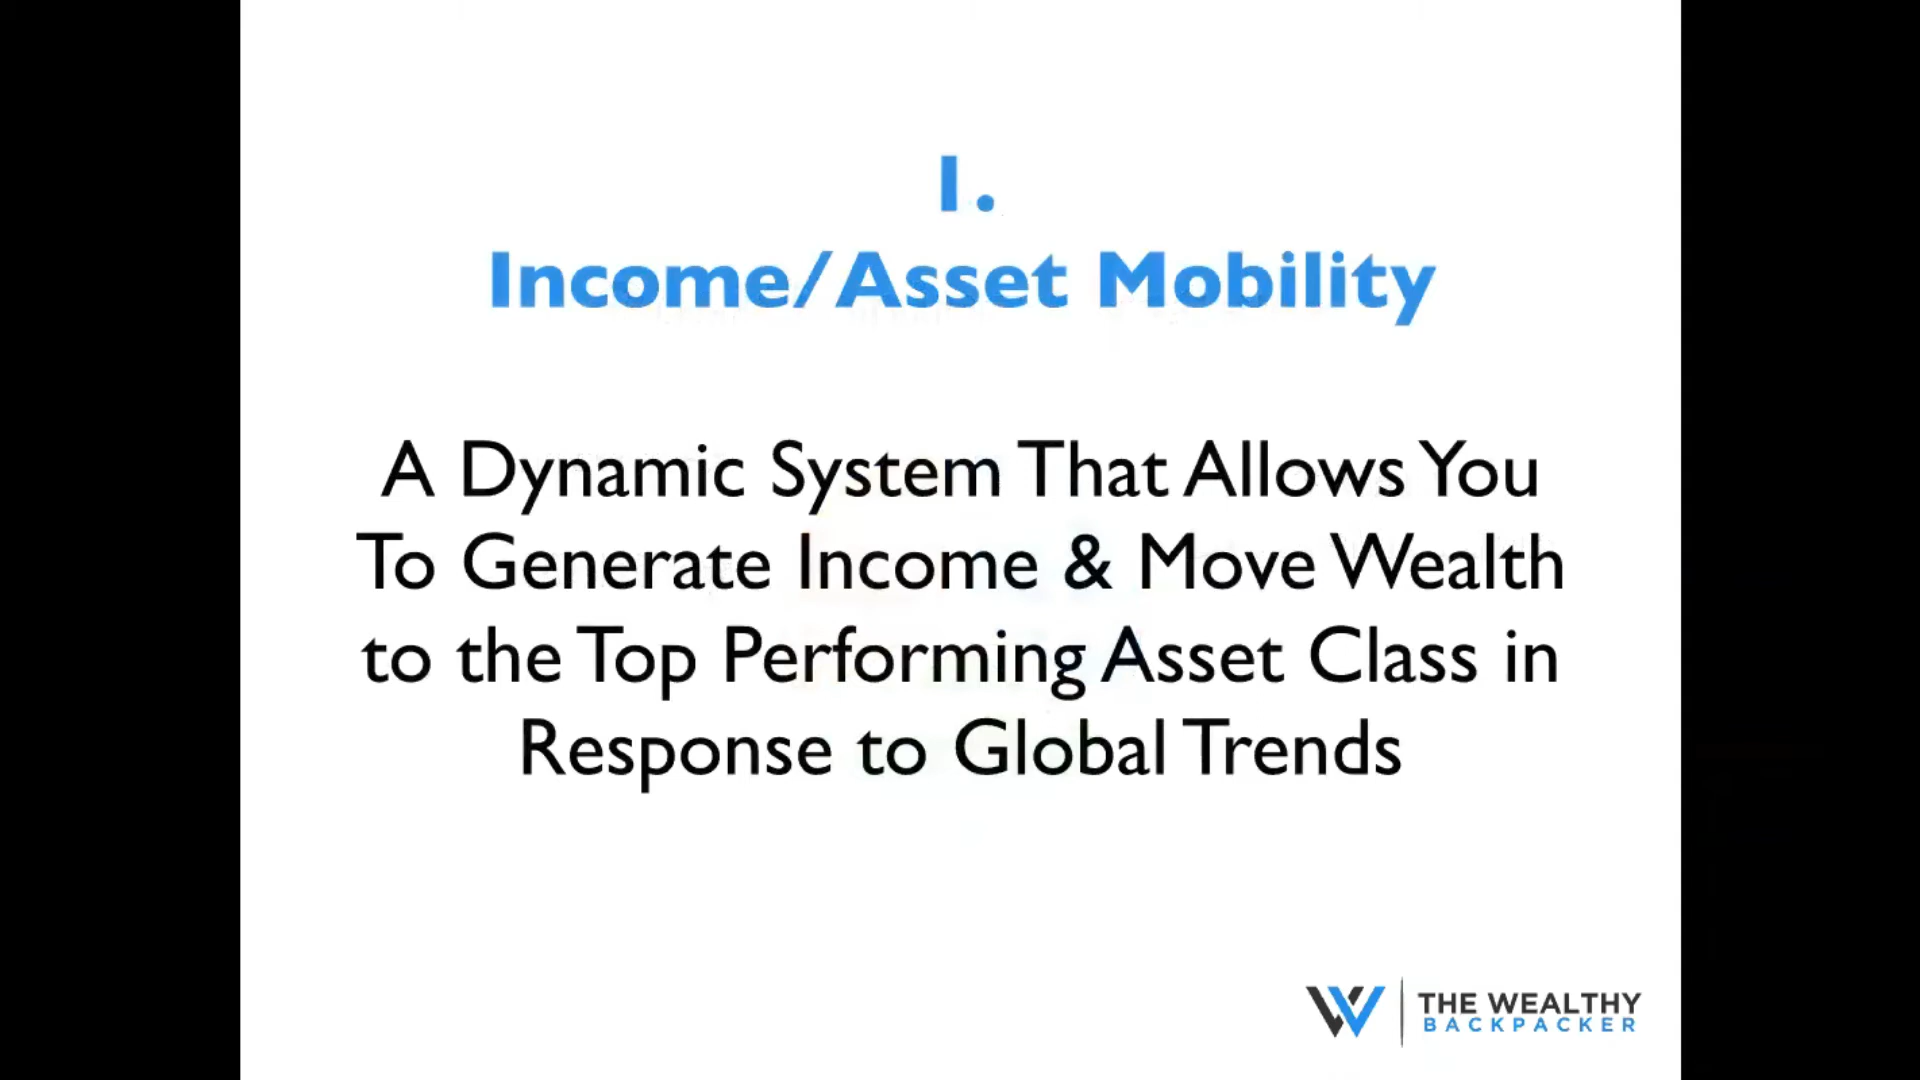 1.
Income/Asset Mobility
A Dynamic System That Allows You
To Generate Income & Move Wealth
to the Top Performing Asset Class in
Response to Global Trends
THE WEALTHY
BACKPACKER